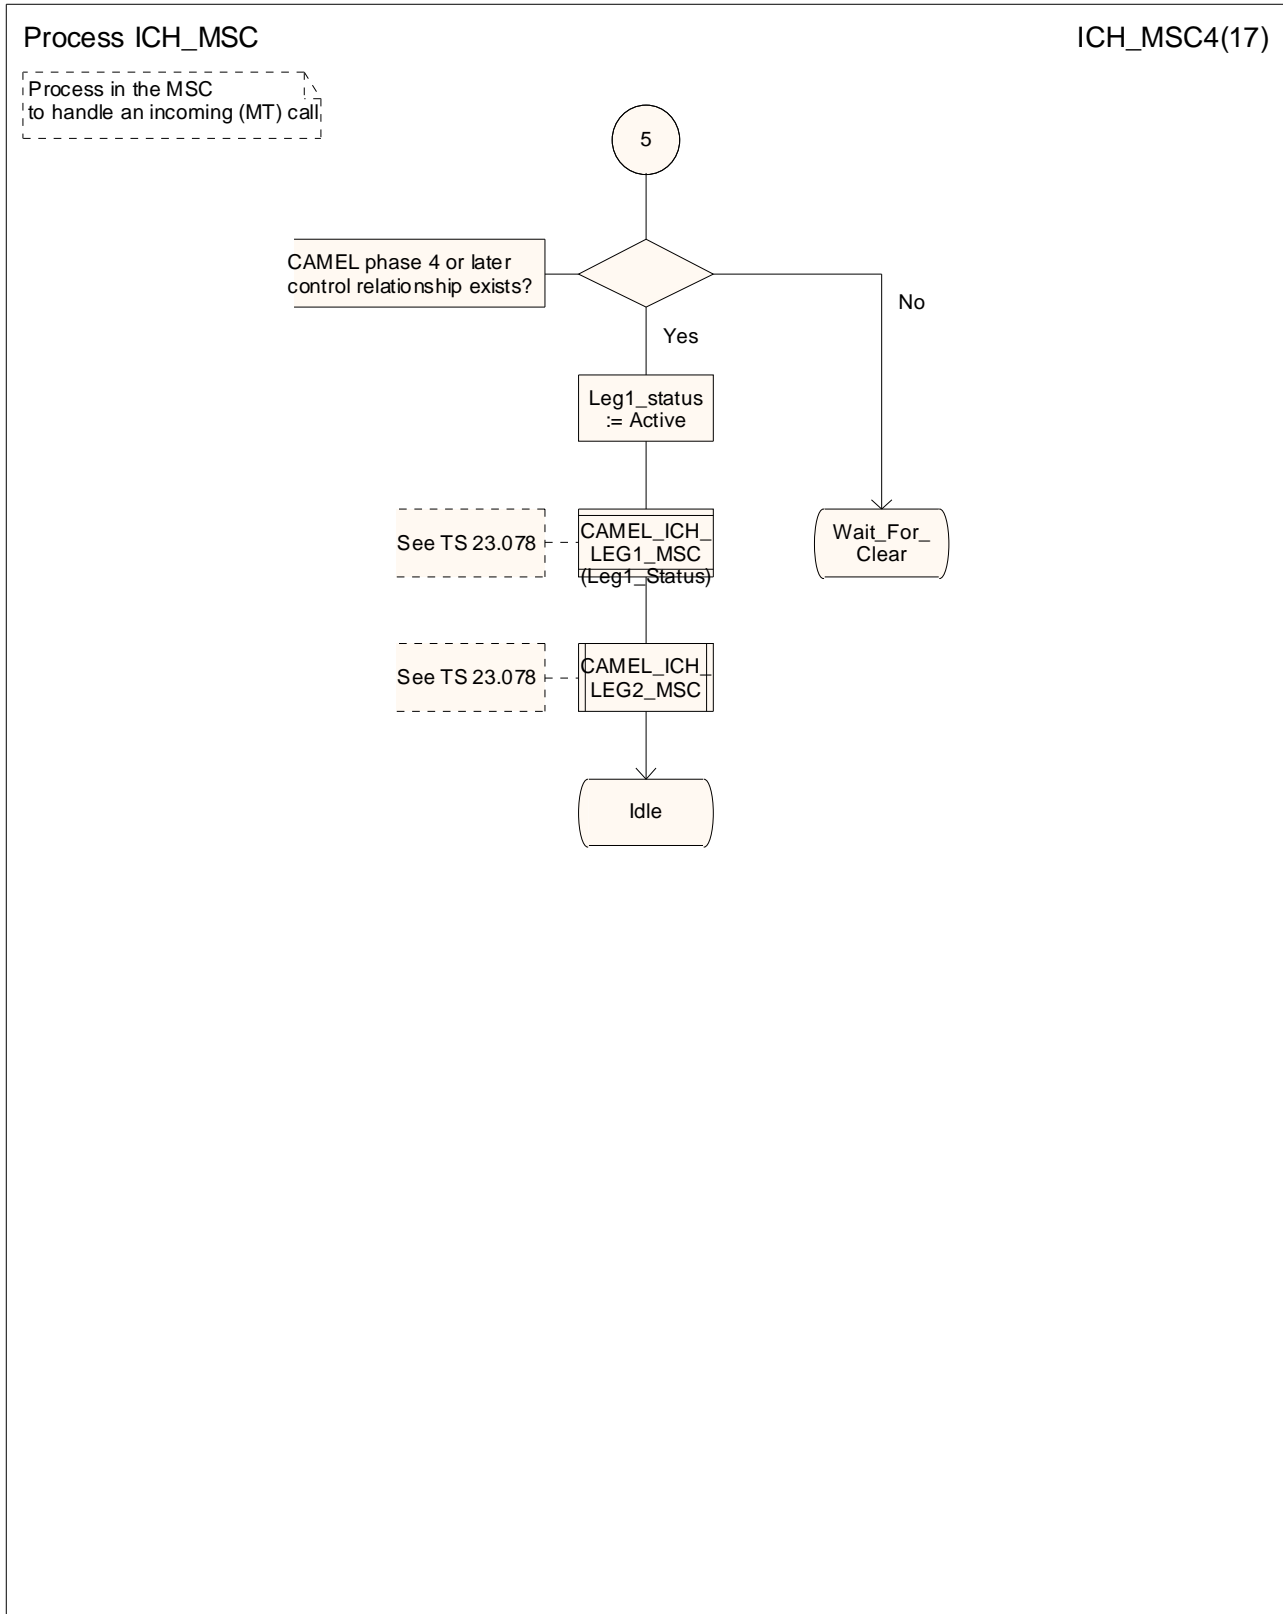 Process ICH_MSC
ICH_MSC4(17)
Process in the MSC
to handle an incoming (MT) call
5
CAMEL phase 4 or later
control relationship exists?
No
Yes
Leg1_status
:= Active
See TS 23.078
CAMEL_ICH_
LEG1_MSC
(Leg1_Status)
Wait_For_
Clear
See TS 23.078
CAMEL_ICH_
LEG2_MSC
Idle